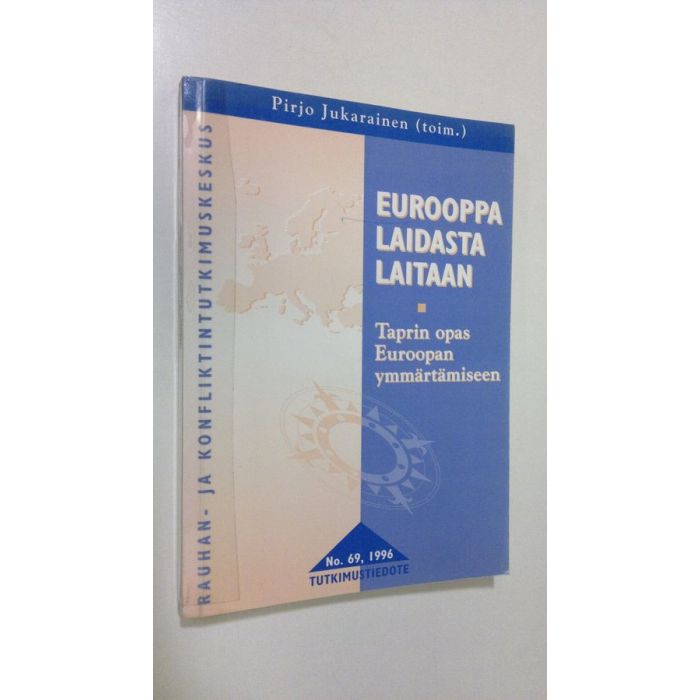 Pirjo Jukarainen (toim.)
RAUHAN- JA KONFLIKTINTUTKIMUSKESKUS
EUROOPPA
LAIDASTA
LAITAAN
Taprin opas
Euroopan
ymmärtämiseen
No. 69, 1996
TUTKIMUSTIEDOTE